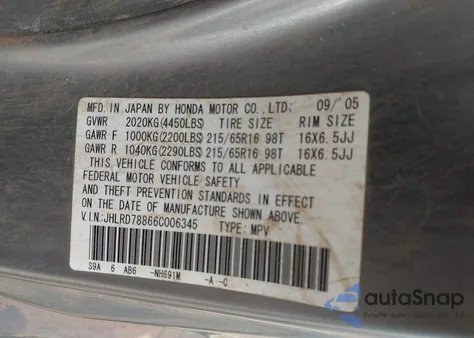 MFD. IN JAPAN BY HONDA MOTOR CO., LTD: 09/'05
GVWR 2020KG(4450LBS) TIRE SIZE RIM SIZE
GAWR F 1000KG(2200LBS) 215/65R16 98T 16X6.5JJ
GAWR R 1040KG(2290LBS) 215/65R16 98T 16X6.5JJ
THIS VEHICLE CONFORMS TO ALL APPLICABLE
FEDERAL MOTOR VEHICLE SAFETY
AND THEFT PREVENTION STANDARDS IN EFFECT
ON THE DATE OF MANUFACTURE SHOWN ABOVE.
V.I.N.:JHLRD78866C006345 TYPE: MPV
S9A 6 AB6 -NH691M -A -C
autoSnap